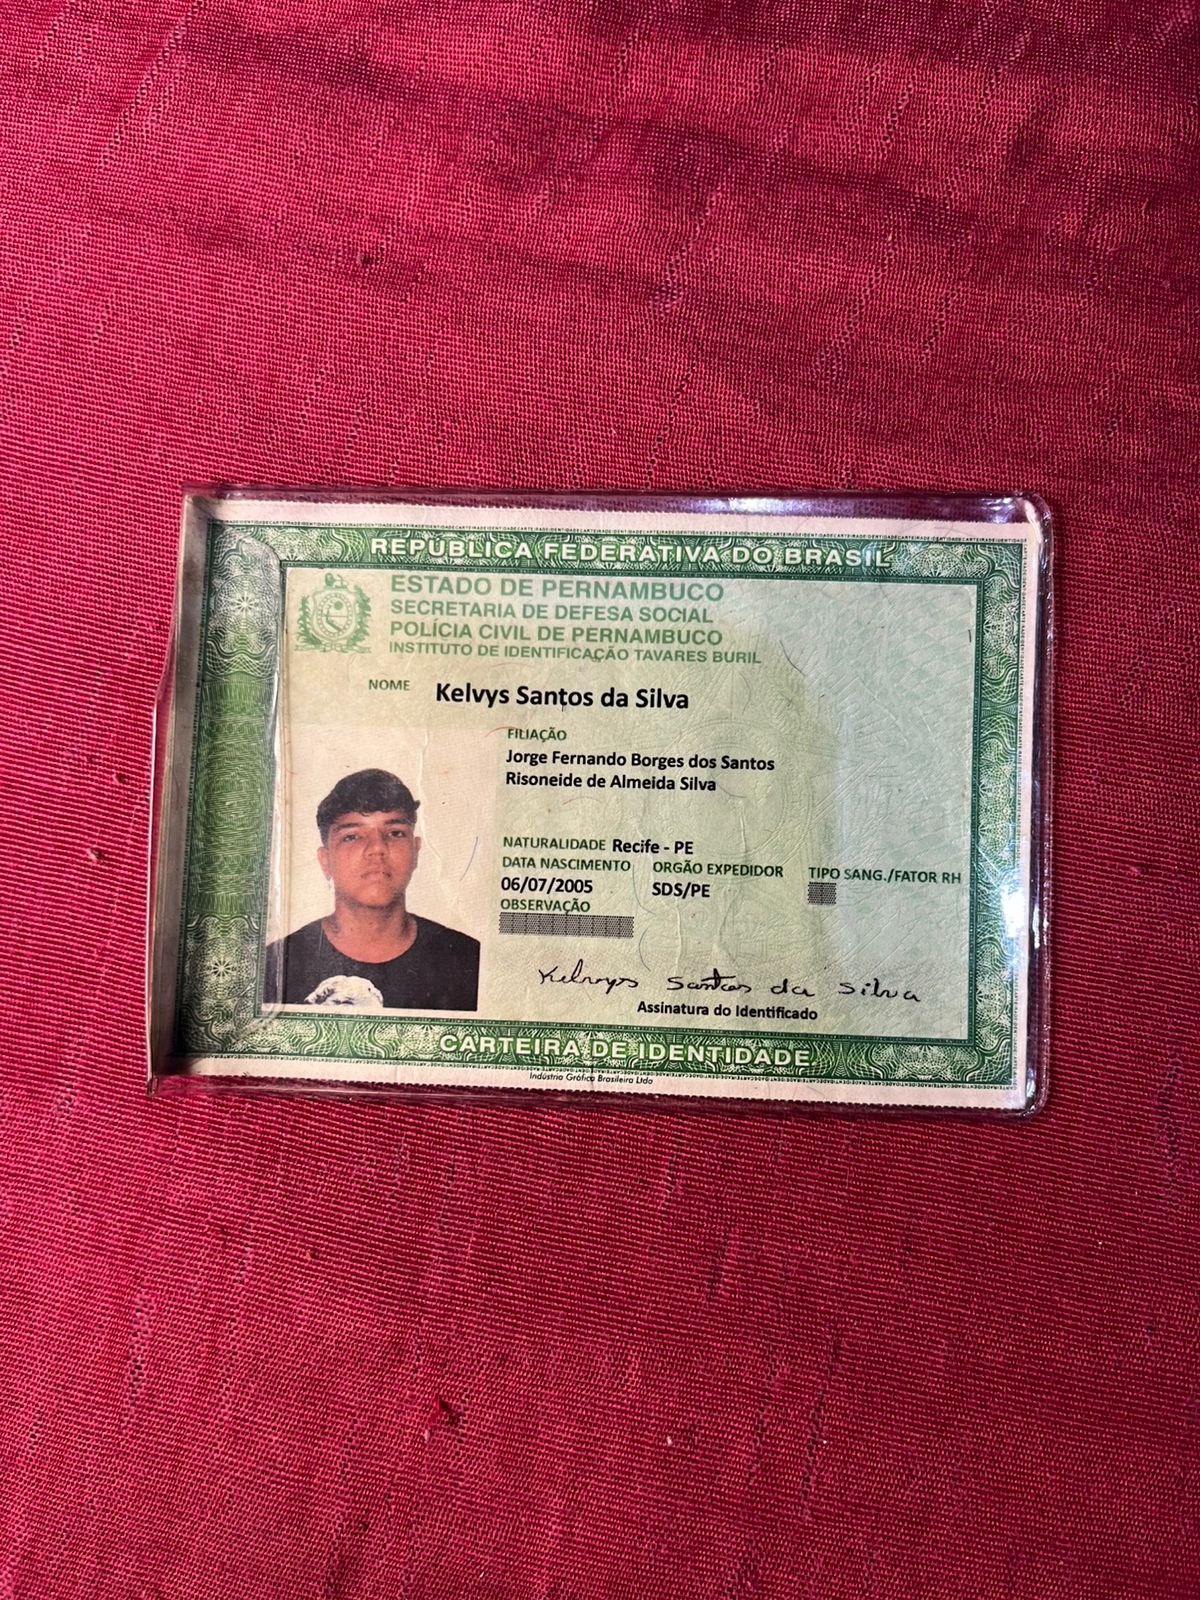 REPÚBLICA FEDERATIVA DO BRASIL
ESTADO DE PERNAMBUCO
SECRETARIA DE DEFESA SOCIAL
POLÍCIA CIVIL DE PERNAMBUCO
INSTITUTO DE IDENTIFICAÇÃO TAVARES BURIL
NOME Kelvys Santos da Silva
FILIAÇÃO
Jorge Fernando Borges dos Santos
Risoneide de Almeida Silva
NATURALIDADE Recife - PE
DATA NASCIMENTO ORGÃO EXPEDIDOR TIPO SANG./FATOR RH
06/07/2005 SDS/PE
OBSERVAÇÃO
Kelvys Santos da Silva
Assinatura do Identificado
CARTEIRA DE IDENTIDADE
Indústria Gráfica Brasileira Ltda